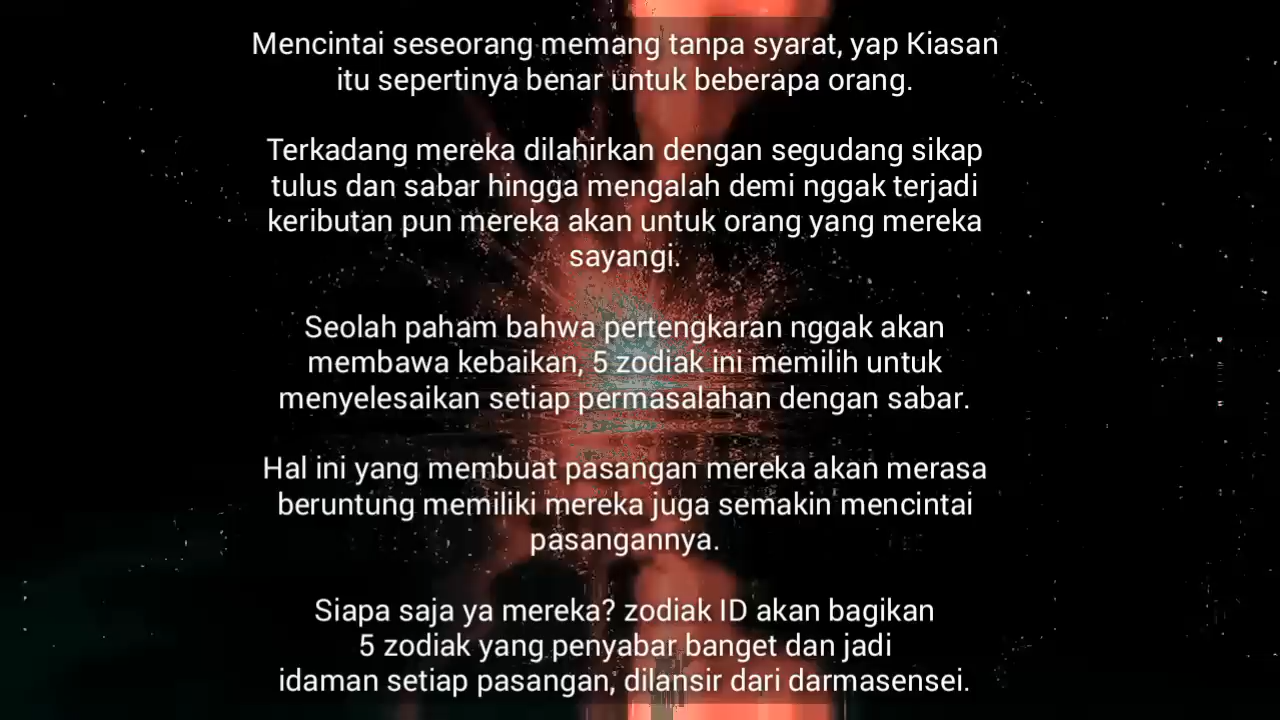 Mencintai seseorang memang tanpa syarat, yap Kiasan
itu sepertinya benar untuk beberapa orang.
Terkadang mereka dilahirkan dengan segudang sikap
tulus dan sabar hingga mengalah demi nggak terjadi
keributan pun mereka akan untuk orang yang mereka
sayangi.
Seolah paham bahwa pertengkaran nggak akan
membawa kebaikan, 5 zodiak ini memilih untuk
menyelesaikan setiap permasalahan dengan sabar.
Hal ini yang membuat pasangan mereka akan merasa
beruntung memiliki mereka juga semakin mencintai
pasangannya.
Siapa saja ya mereka? zodiak ID akan bagikan
5 zodiak yang penyabar banget dan jadi
idaman setiap pasangan, dilansir dari darmasensei.